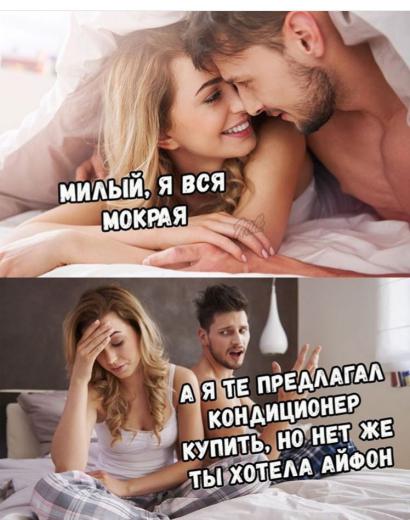 МИЛЫЙ, Я ВСЯ
МОКРАЯ
А Я ТЕ ПРЕДЛАГАЛ
КОНДИЦИОНЕР
КУПИТЬ, НО НЕТ ЖЕ
ТЫ ХОТЕЛА АЙФОН